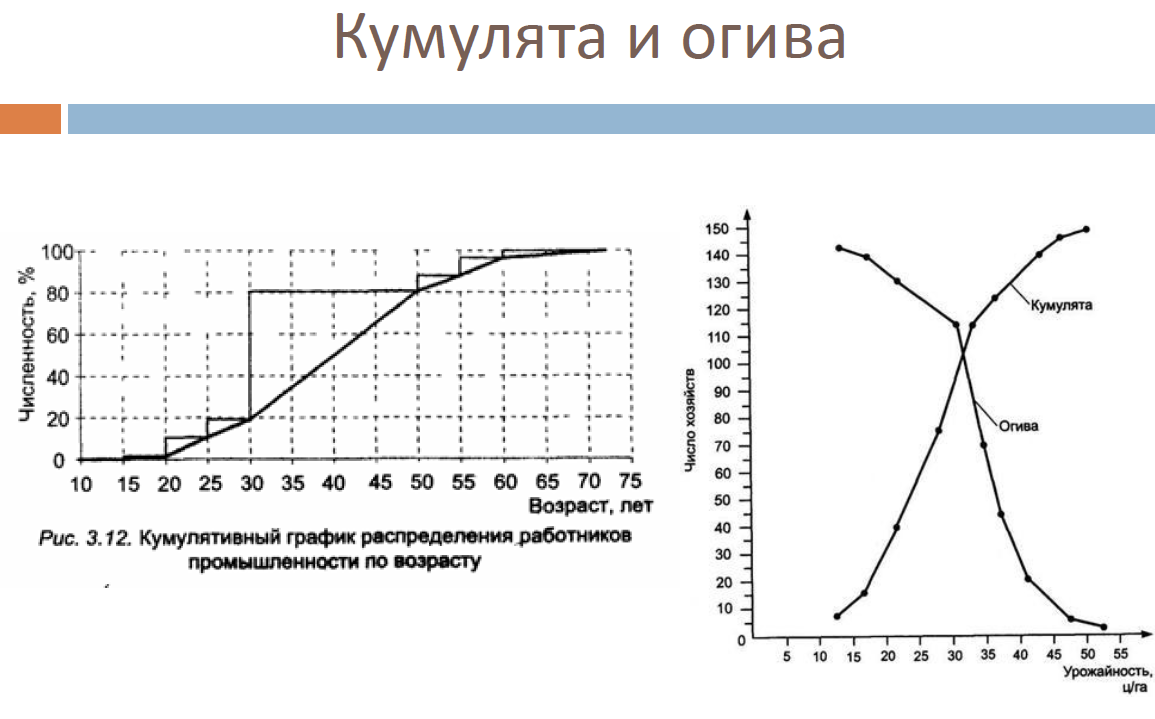 Кумулята и огива
Численность, %
100
80
60
40
20
0
10 15 20 25 30 35 40 45 50 55 60 65 70 75
Возраст, лет
Рис. 3.12. Кумулятивный график распределения работников
промышленности по возрасту
Число хозяйств
150
140
130
120
110
100
90
80
70
60
50
40
30
20
10
0
Кумулята
Огива
5 10 15 20 25 30 35 40 45 50 55
Урожайность,
ц/га